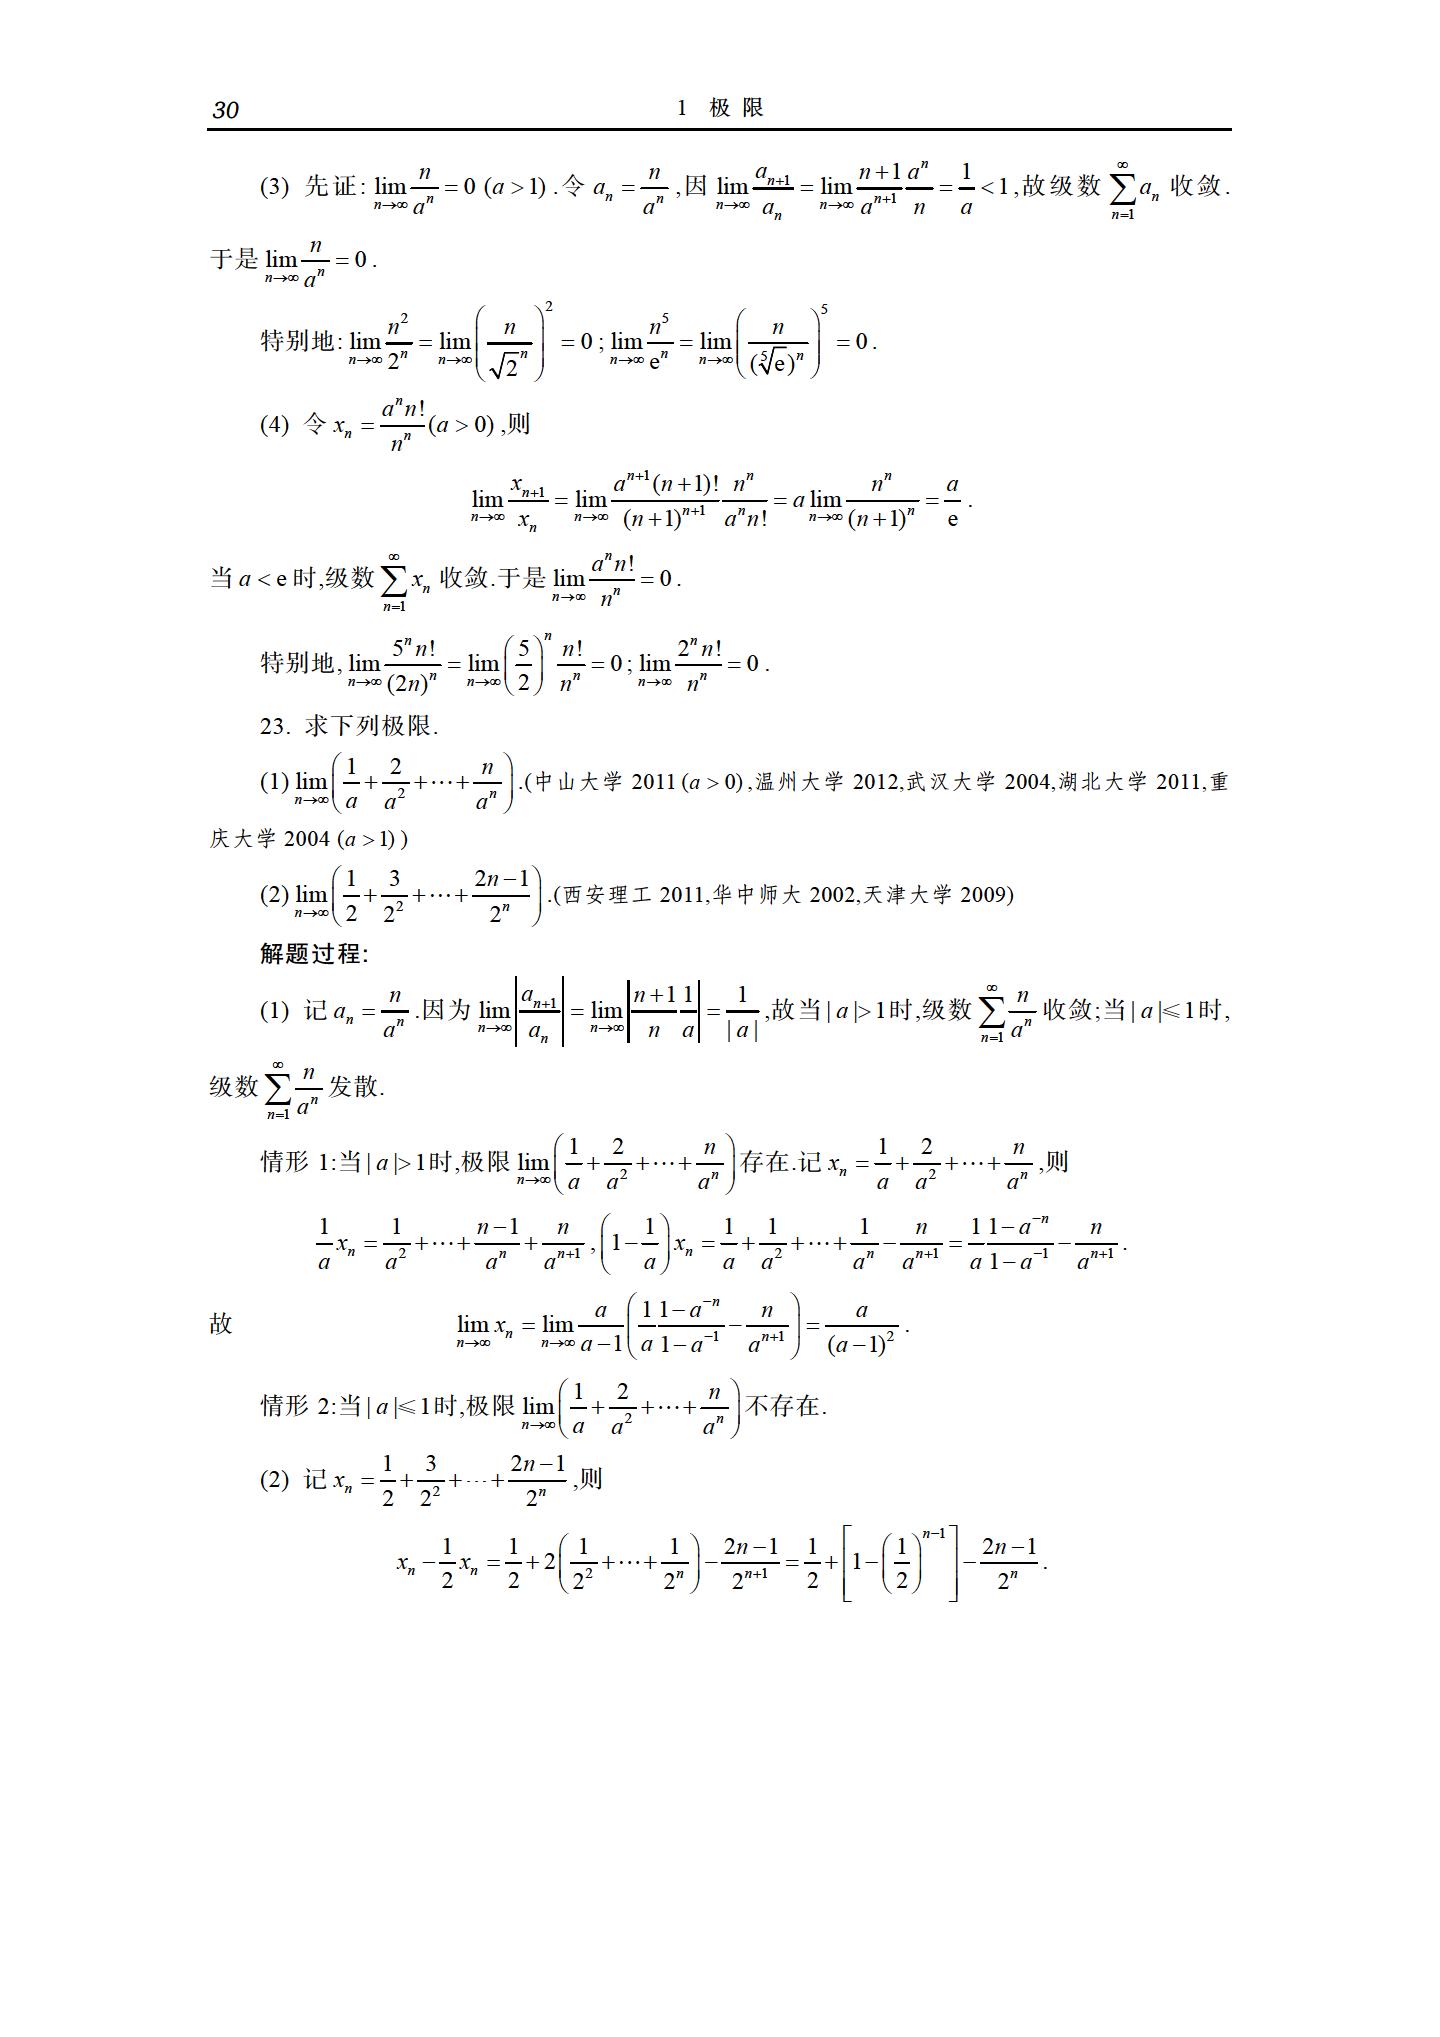 30 1 极 限
(3) 先证: $\lim_{n\to\infty}\frac{n}{a^n}=0\ (a>1)$.令 $a_n=\frac{n}{a^n}$,因 $\lim_{n\to\infty}\frac{a_{n+1}}{a_n}=\lim_{n\to\infty}\frac{n+1}{a^{n+1}}\frac{a^n}{n}=\frac{1}{a}<1$,故级数 $\sum_{n=1}^{\infty}a_n$ 收敛.
于是 $\lim_{n\to\infty}\frac{n}{a^n}=0$.
特别地: $\lim_{n\to\infty}\frac{n^2}{2^n}=\lim_{n\to\infty}\left(\frac{n}{\sqrt{2}^n}\right)^2=0$; $\lim_{n\to\infty}\frac{n^5}{e^n}=\lim_{n\to\infty}\left(\frac{n}{(\sqrt[5]{e})^n}\right)^5=0$.
(4) 令 $x_n=\frac{a^n n!}{n^n}(a>0)$,则
$\lim_{n\to\infty}\frac{x_{n+1}}{x_n}=\lim_{n\to\infty}\frac{a^{n+1}(n+1)!}{(n+1)^{n+1}}\frac{n^n}{a^n n!}=a\lim_{n\to\infty}\frac{n^n}{(n+1)^n}=\frac{a}{e}$.
当 $a<e$ 时,级数 $\sum_{n=1}^{\infty}x_n$ 收敛.于是 $\lim_{n\to\infty}\frac{a^n n!}{n^n}=0$.
特别地, $\lim_{n\to\infty}\frac{5^n n!}{(2n)^n}=\lim_{n\to\infty}\left(\frac{5}{2}\right)^n\frac{n!}{n^n}=0$; $\lim_{n\to\infty}\frac{2^n n!}{n^n}=0$.
23. 求下列极限.
(1) $\lim_{n\to\infty}\left(\frac{1}{a}+\frac{2}{a^2}+\cdots+\frac{n}{a^n}\right)$.(中山大学 2011 $(a>0)$,温州大学 2012,武汉大学 2004,湖北大学 2011,重
庆大学 2004 $(a>1)$ )
(2) $\lim_{n\to\infty}\left(\frac{1}{2}+\frac{3}{2^2}+\cdots+\frac{2n-1}{2^n}\right)$.(西安理工 2011,华中师大 2002,天津大学 2009)
解题过程:
(1) 记 $a_n=\frac{n}{a^n}$.因为 $\lim_{n\to\infty}\left|\frac{a_{n+1}}{a_n}\right|=\lim_{n\to\infty}\left|\frac{n+1}{n}\frac{1}{a}\right|=\frac{1}{|a|}$,故当 $|a|>1$ 时,级数 $\sum_{n=1}^{\infty}\frac{n}{a^n}$ 收敛;当 $|a|\leqslant 1$ 时,
级数 $\sum_{n=1}^{\infty}\frac{n}{a^n}$ 发散.
情形 1:当 $|a|>1$ 时,极限 $\lim_{n\to\infty}\left(\frac{1}{a}+\frac{2}{a^2}+\cdots+\frac{n}{a^n}\right)$ 存在.记 $x_n=\frac{1}{a}+\frac{2}{a^2}+\cdots+\frac{n}{a^n}$,则
$\frac{1}{a}x_n=\frac{1}{a^2}+\cdots+\frac{n-1}{a^n}+\frac{n}{a^{n+1}}$, $\left(1-\frac{1}{a}\right)x_n=\frac{1}{a}+\frac{1}{a^2}+\cdots+\frac{1}{a^n}-\frac{n}{a^{n+1}}=\frac{1}{a}\frac{1-a^{-n}}{1-a^{-1}}-\frac{n}{a^{n+1}}$.
故 $\lim_{n\to\infty}x_n=\lim_{n\to\infty}\frac{a}{a-1}\left(\frac{1}{a}\frac{1-a^{-n}}{1-a^{-1}}-\frac{n}{a^{n+1}}\right)=\frac{a}{(a-1)^2}$.
情形 2:当 $|a|\leqslant 1$ 时,极限 $\lim_{n\to\infty}\left(\frac{1}{a}+\frac{2}{a^2}+\cdots+\frac{n}{a^n}\right)$ 不存在.
(2) 记 $x_n=\frac{1}{2}+\frac{3}{2^2}+\cdots+\frac{2n-1}{2^n}$,则
$x_n-\frac{1}{2}x_n=\frac{1}{2}+2\left(\frac{1}{2^2}+\cdots+\frac{1}{2^n}\right)-\frac{2n-1}{2^{n+1}}=\frac{1}{2}+\left[1-\left(\frac{1}{2}\right)^{n-1}\right]-\frac{2n-1}{2^n}$.